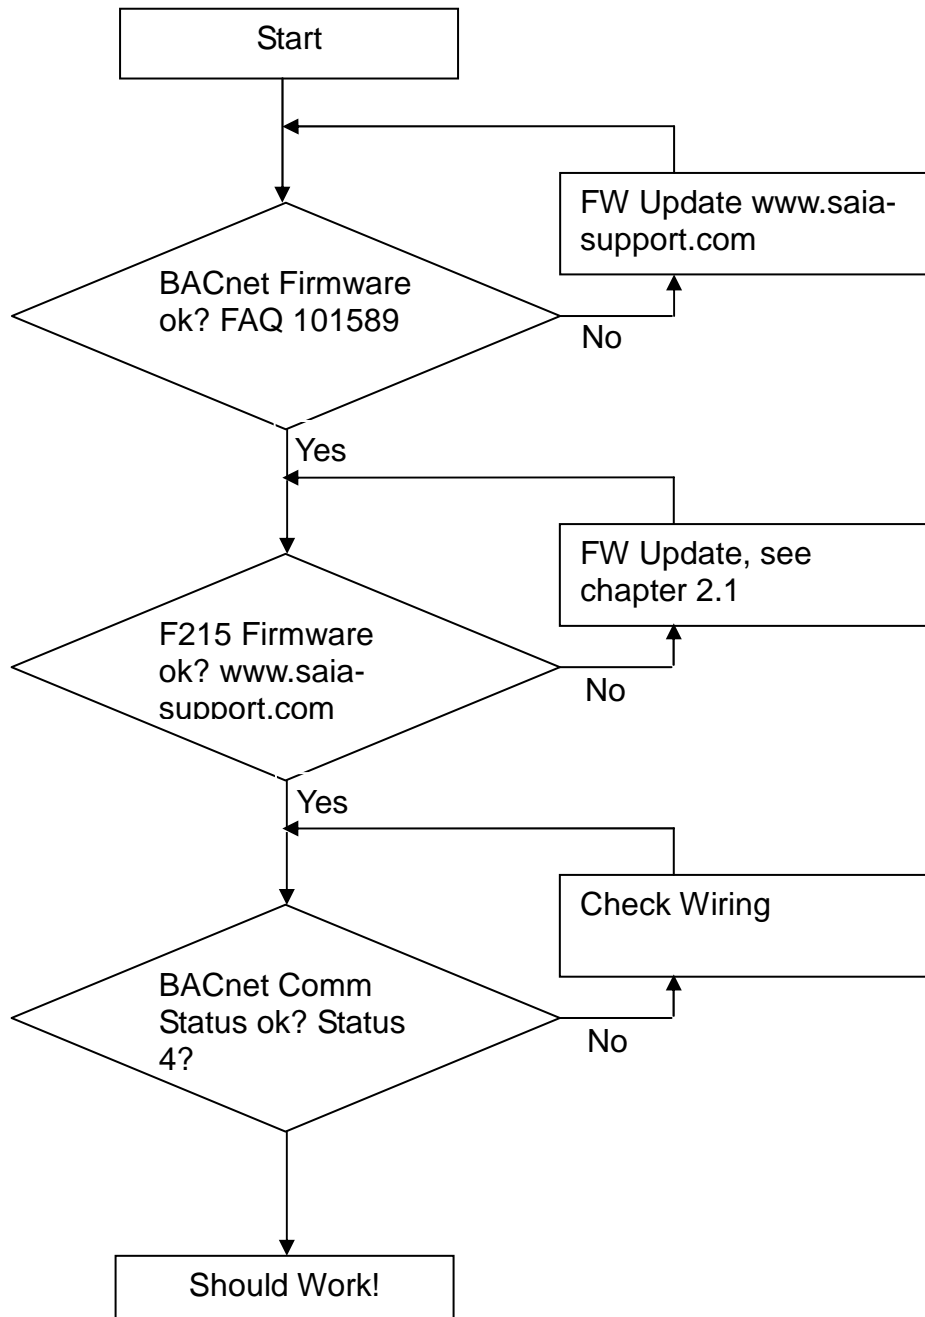 Start
FW Update www.saia-
support.com
BACnet Firmware
ok? FAQ 101589
No
Yes
FW Update, see
chapter 2.1
F215 Firmware
ok? www.saia-
support.com
No
Yes
Check Wiring
BACnet Comm
Status ok? Status
4?
No
Should Work!